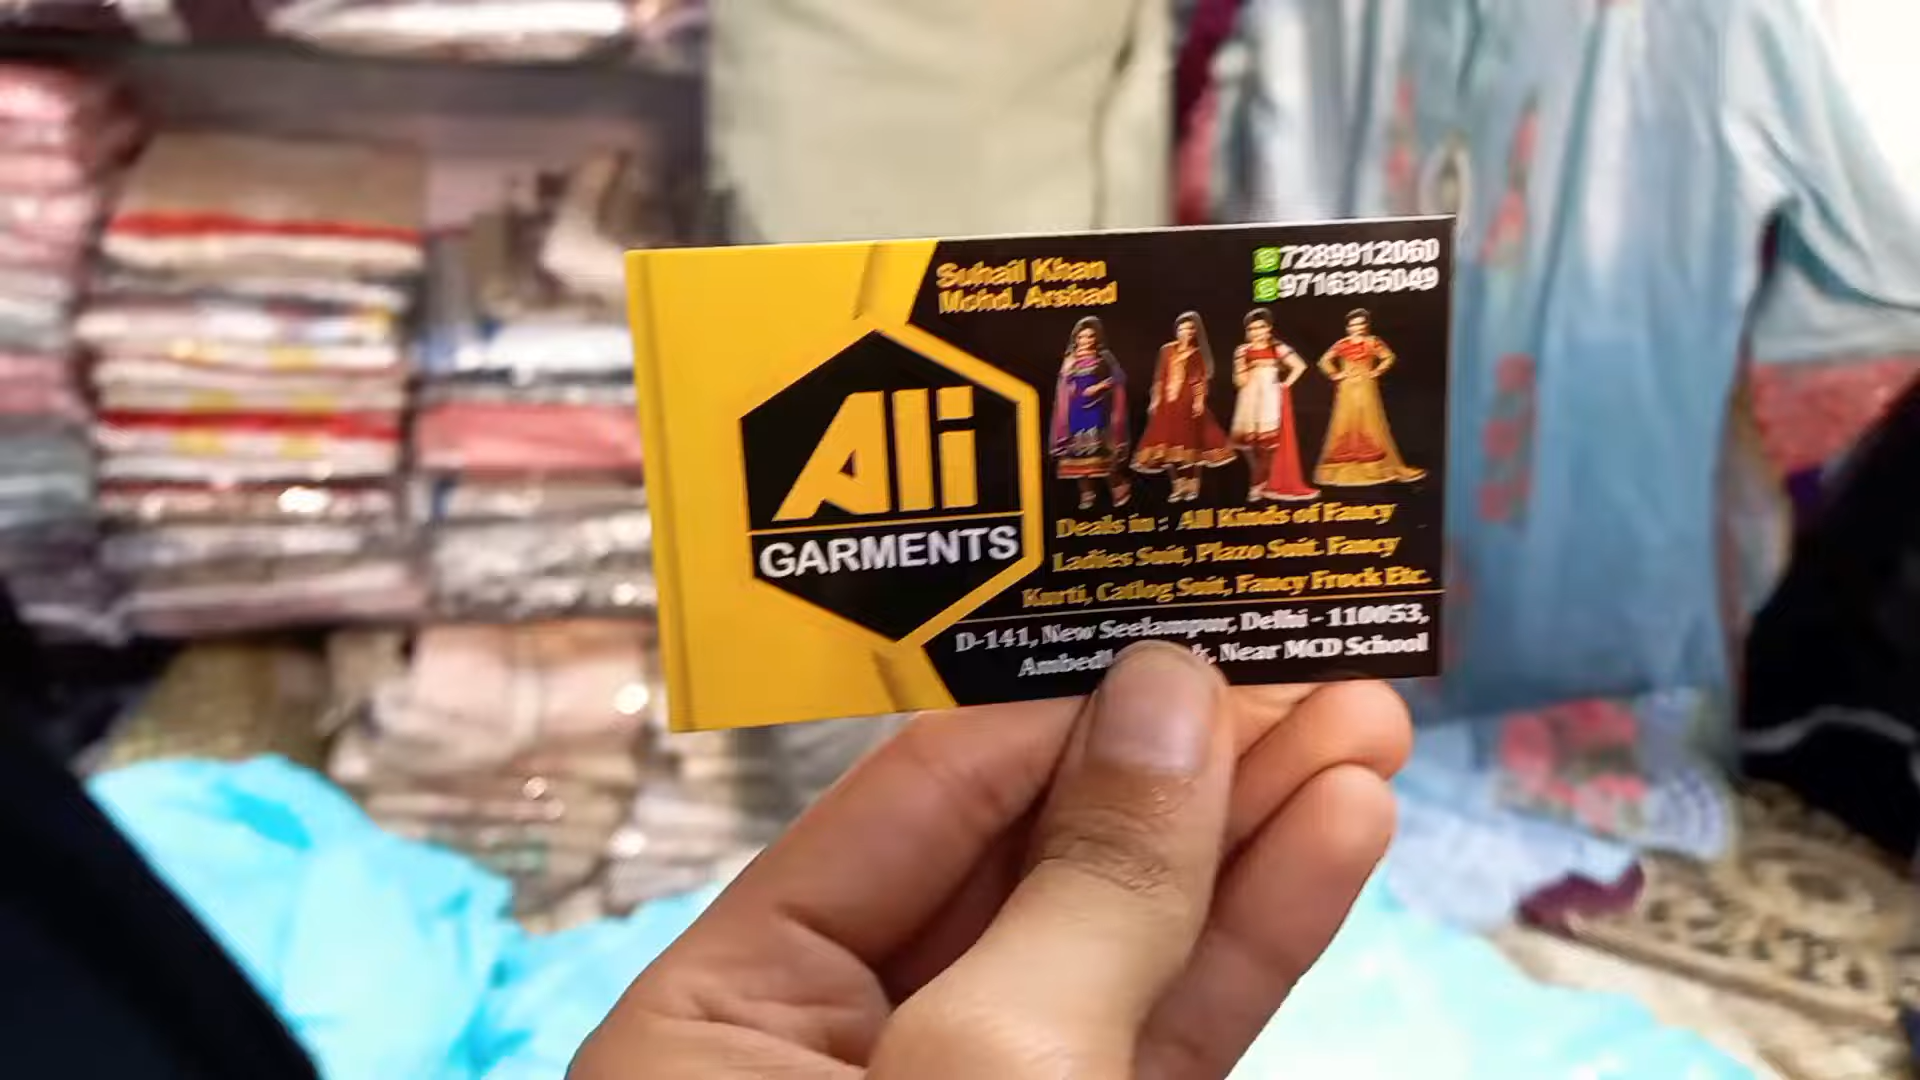 Suhail Khan
Mohd. Arshad
7289912060
9716305049
Ali
GARMENTS
Deals in : All Kinds of Fancy
Ladies Suit, Plazo Suit. Fancy
Kurti, Catlog Suit, Fancy Frock Etc.
D-141, New Seelampur, Delhi - 110053,
Near MCD School